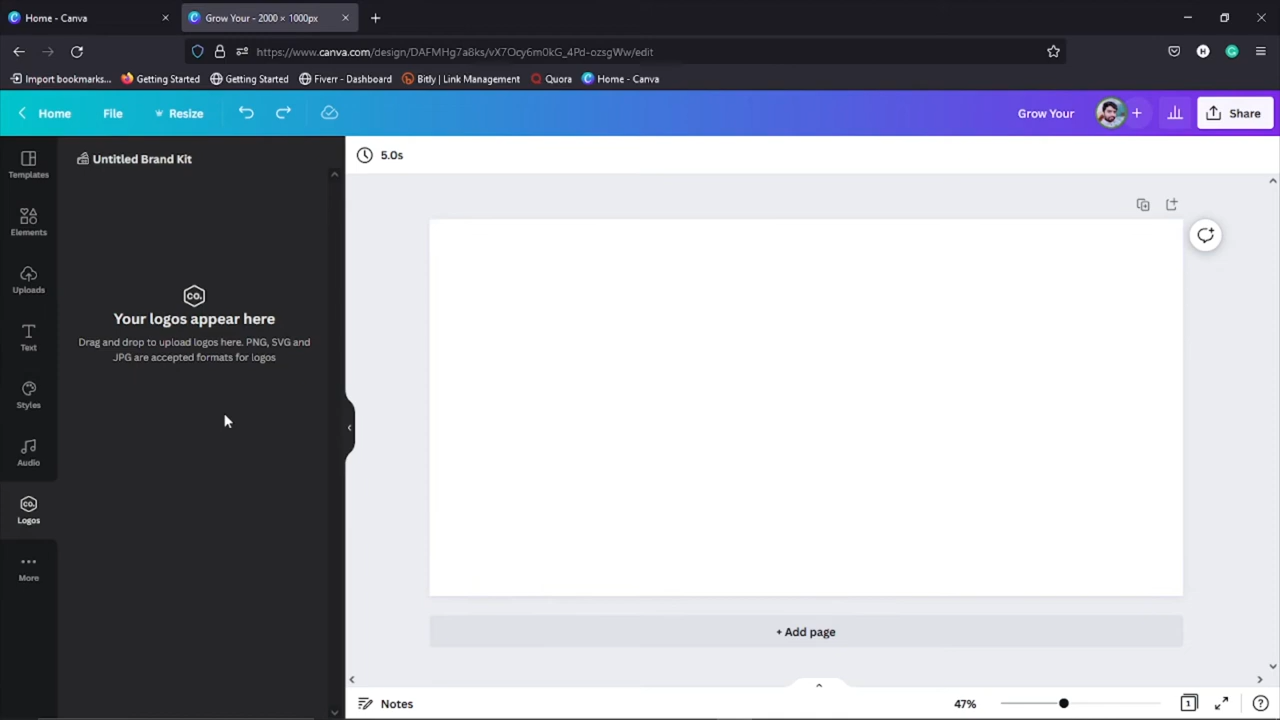 Home - Canva
Grow Your - 2000 × 1000px
https://www.canva.com/design/DAFMHg7a8ks/vX7Ocy6m0kG_4Pd-ozsgWw/edit
Import bookmarks...
Getting Started
Getting Started
Fiverr - Dashboard
Bitly | Link Management
Quora
Home - Canva
Home
File
Resize
Grow Your
Share
Templates
Elements
Uploads
Text
Styles
Audio
CO.
Logos
More
Untitled Brand Kit
CO.
Your logos appear here
Drag and drop to upload logos here. PNG, SVG and
JPG are accepted formats for logos
5.0s
+ Add page
Notes
47%
1